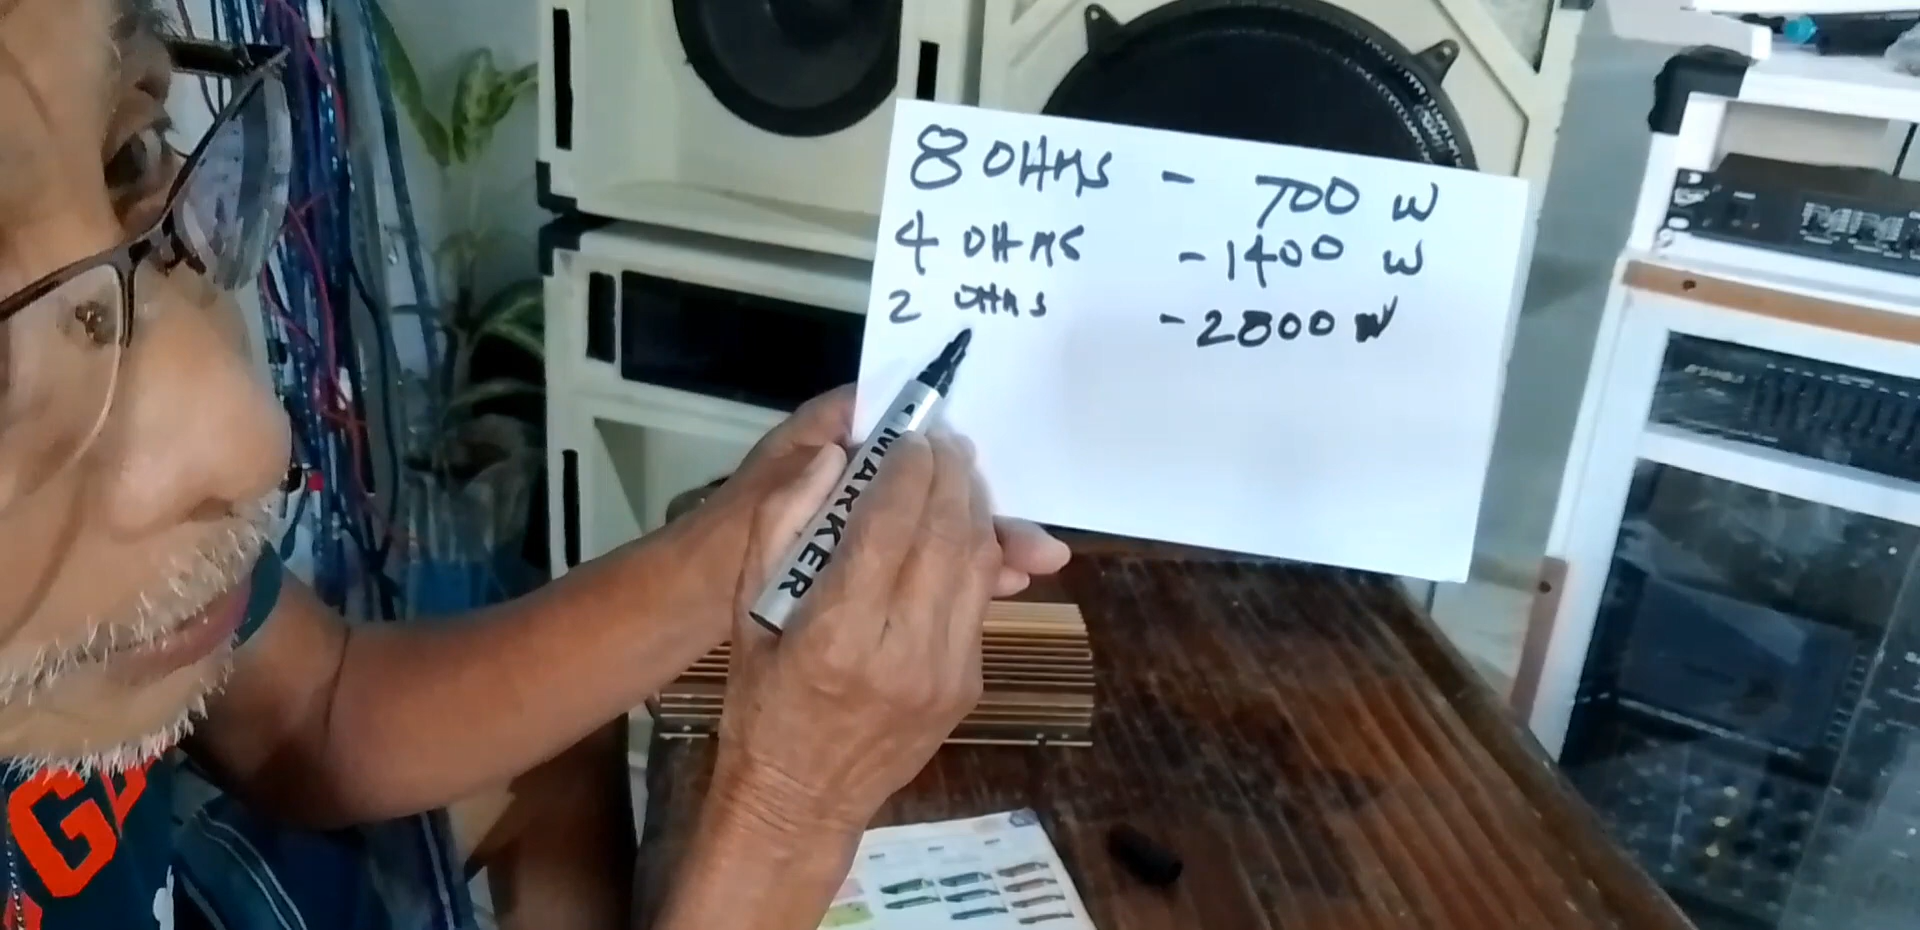 8 OHMS - 700 W
4 OHMS - 1400 W
2 OHMS - 2800 W
MARKER